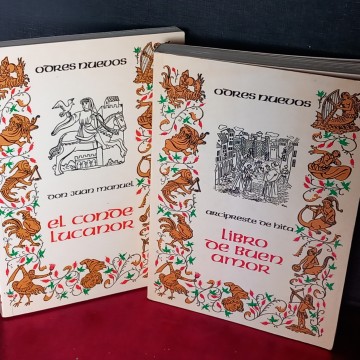 odres nuevos
don juan manuel
el conde
lucanor
odres nuevos
arcipreste de hita
libro
de buen
amor